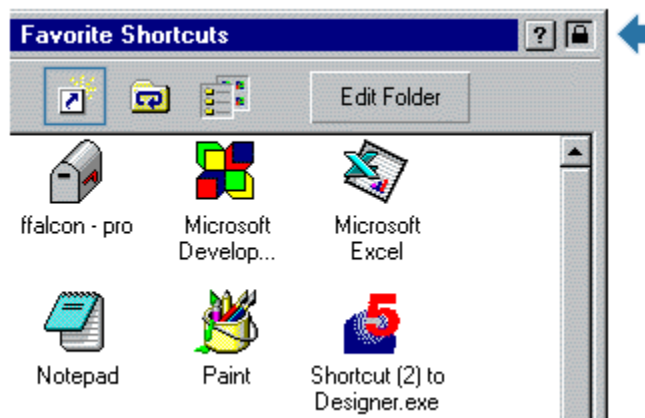 Favorite Shortcuts
?
Edit Folder
ffalcon - pro
Microsoft
Develop...
Microsoft
Excel
Notepad
Paint
5
Shortcut (2) to
Designer.exe